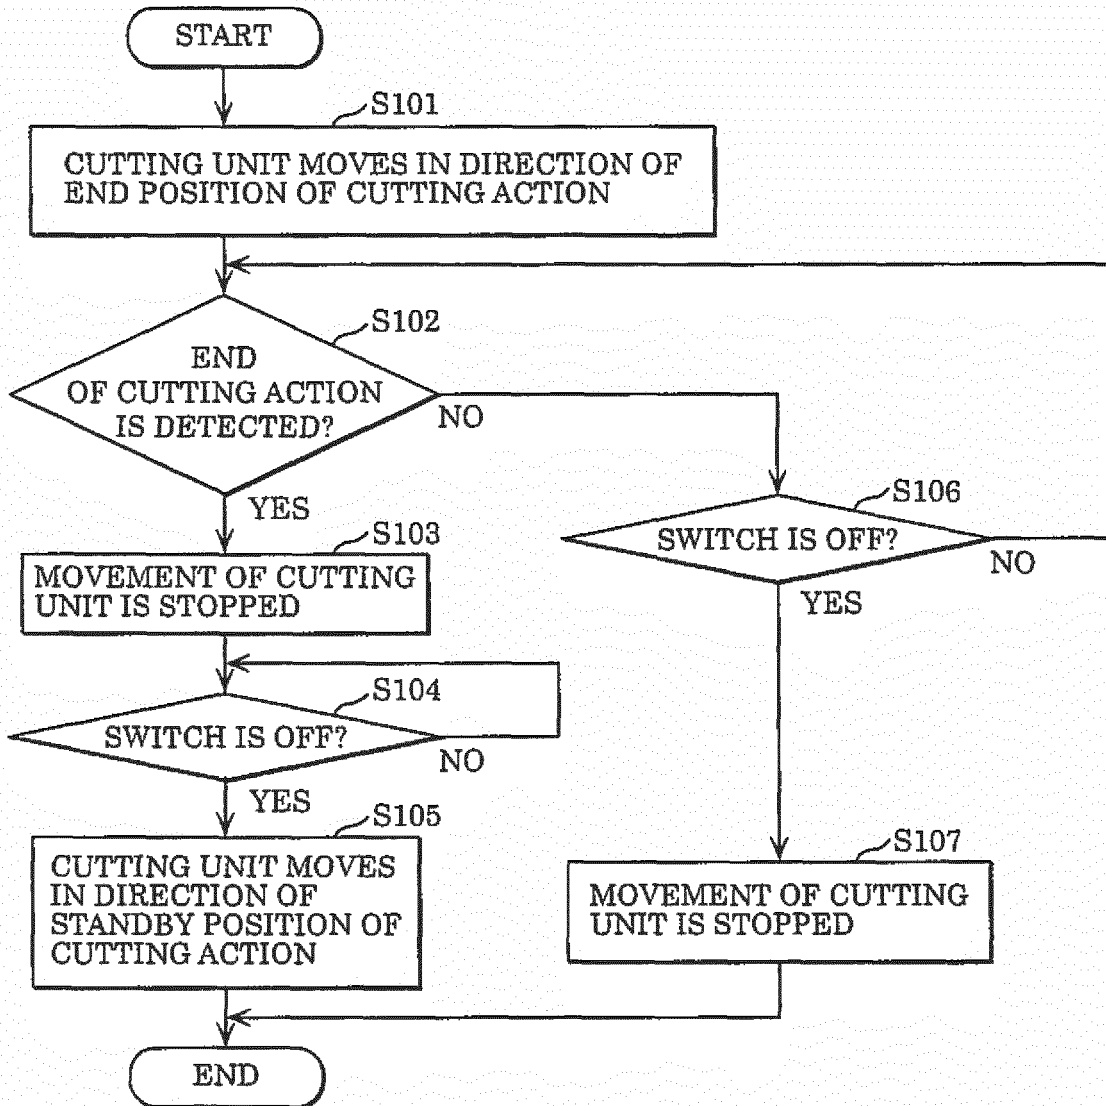 START
S101
CUTTING UNIT MOVES IN DIRECTION OF
END POSITION OF CUTTING ACTION
S102
END
OF CUTTING ACTION
IS DETECTED?
NO
YES
S106
SWITCH IS OFF?
NO
YES
S103
MOVEMENT OF CUTTING
UNIT IS STOPPED
S104
SWITCH IS OFF?
NO
YES
S105
CUTTING UNIT MOVES
IN DIRECTION OF
STANDBY POSITION OF
CUTTING ACTION
S107
MOVEMENT OF CUTTING
UNIT IS STOPPED
END